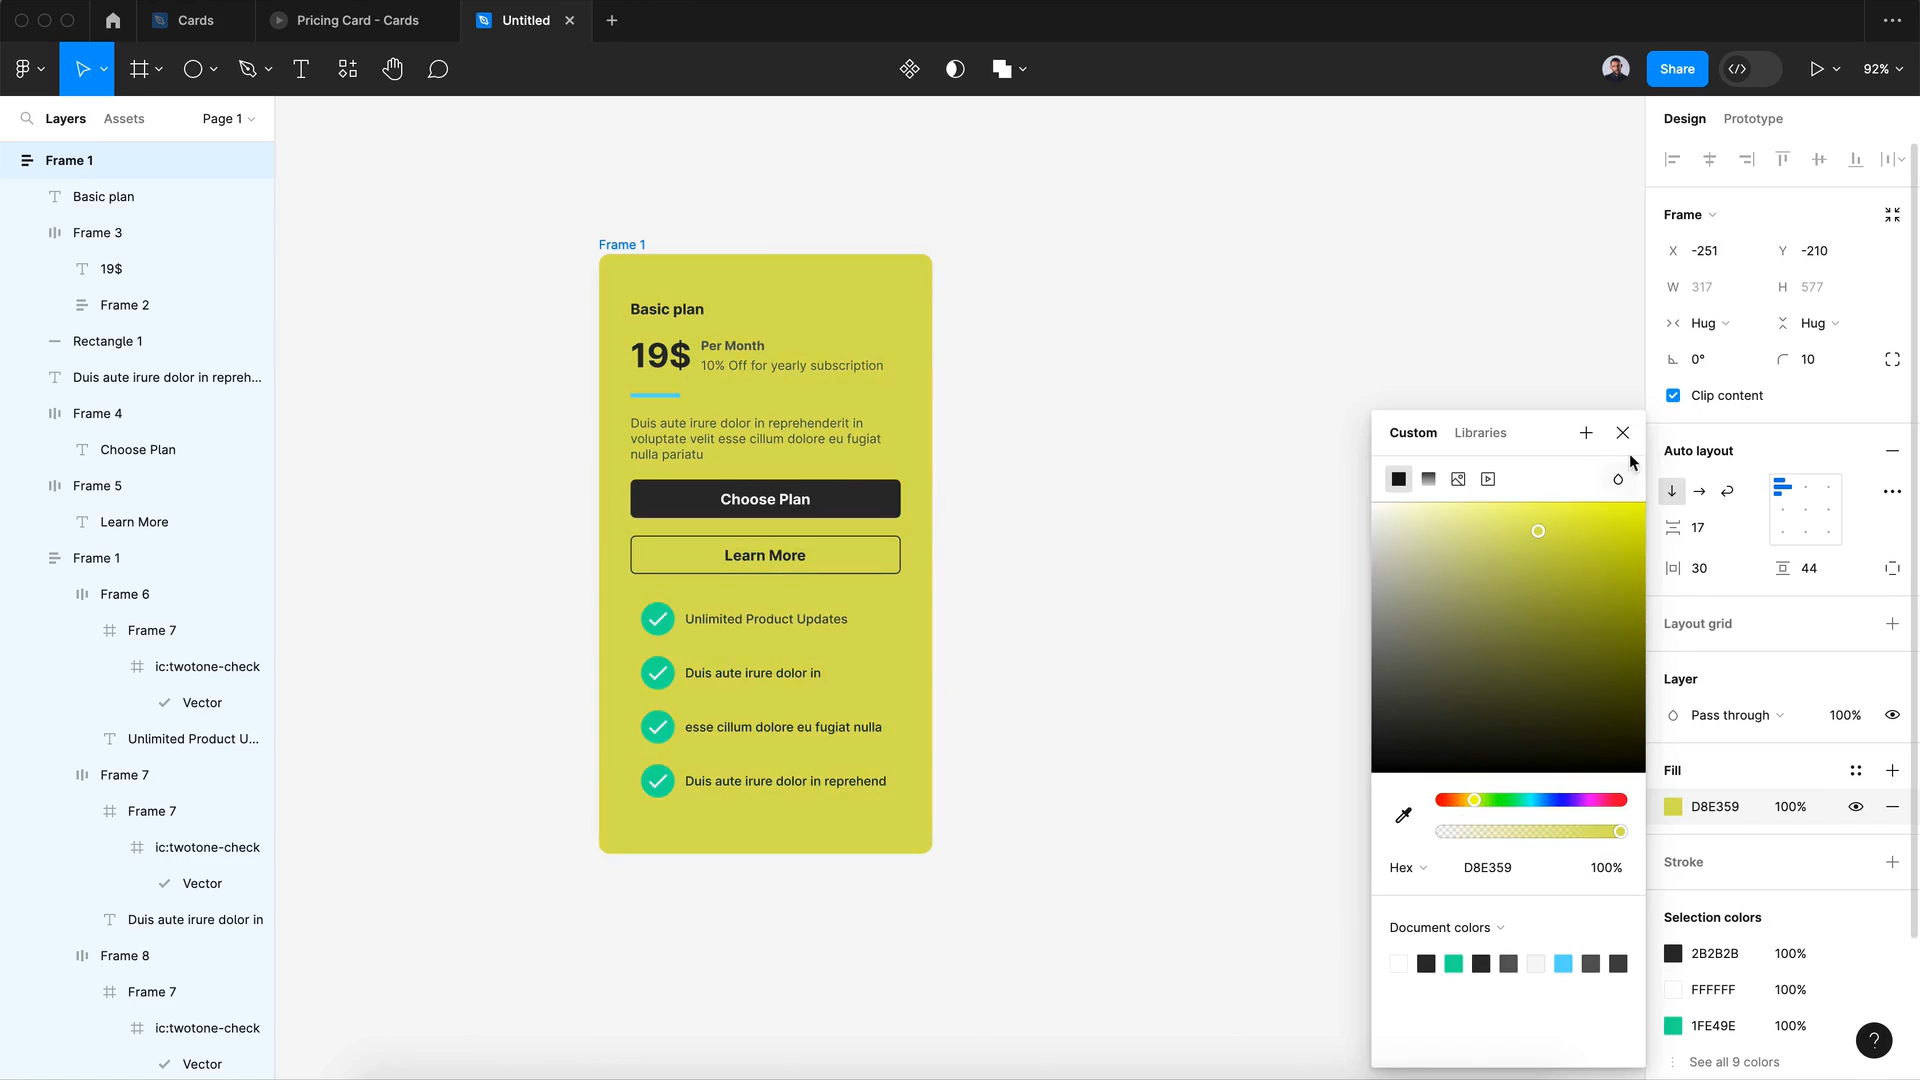 Cards
Pricing Card - Cards
Untitled
Share
92%
Layers
Assets
Page 1
Frame 1
Basic plan
Frame 3
19$
Frame 2
Rectangle 1
Duis aute irure dolor in repreh...
Frame 4
Choose Plan
Frame 5
Learn More
Frame 1
Frame 6
Frame 7
ic:twotone-check
Vector
Unlimited Product U...
Frame 7
Frame 7
ic:twotone-check
Vector
Duis aute irure dolor in
Frame 8
Frame 7
ic:twotone-check
Vector
Frame 1
Basic plan
19$
Per Month
10% Off for yearly subscription
Duis aute irure dolor in reprehenderit in
voluptate velit esse cillum dolore eu fugiat
nulla pariatu
Choose Plan
Learn More
Unlimited Product Updates
Duis aute irure dolor in
esse cillum dolore eu fugiat nulla
Duis aute irure dolor in reprehend
Custom
Libraries
Hex
D8E359
100%
Document colors
Design
Prototype
Frame
X -251
Y -210
W 317
H 577
Hug
Hug
0°
10
Clip content
Auto layout
17
30
44
Layout grid
Layer
Pass through
100%
Fill
D8E359
100%
Stroke
Selection colors
2B2B2B
100%
FFFFFF
100%
1FE49E
100%
See all 9 colors
?